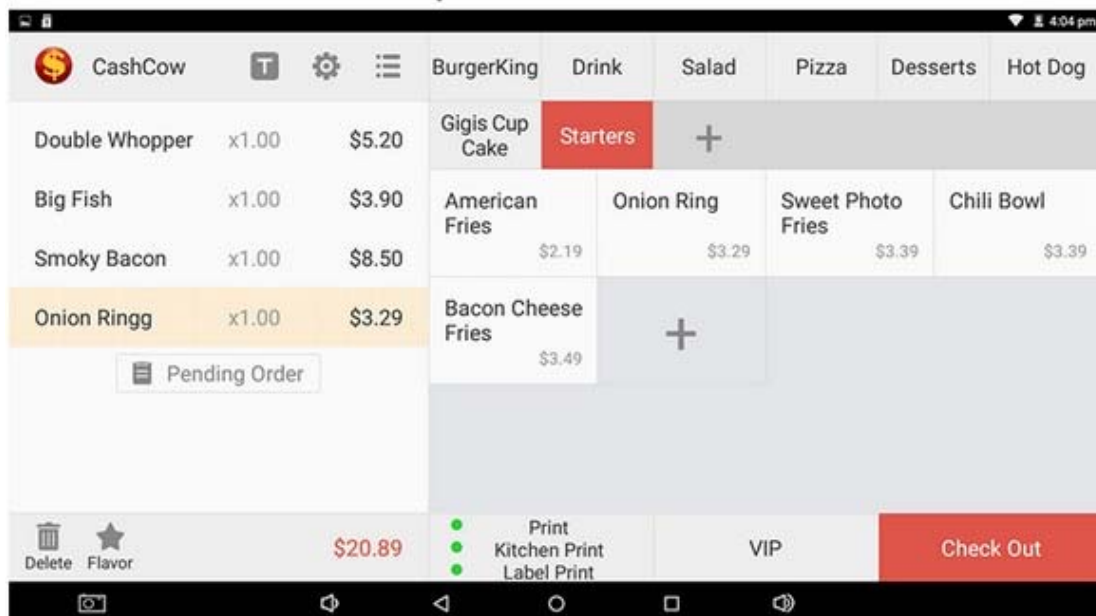 4:04 pm
CashCow
T
BurgerKing
Drink
Salad
Pizza
Desserts
Hot Dog
Double Whopper x1.00 $5.20
Big Fish x1.00 $3.90
Smoky Bacon x1.00 $8.50
Onion Ringg x1.00 $3.29
Pending Order
Gigis Cup
Cake
Starters
American
Fries
$2.19
Onion Ring
$3.29
Sweet Photo
Fries
$3.39
Chili Bowl
$3.39
Bacon Cheese
Fries
$3.49
Delete
Flavor
$20.89
Print
Kitchen Print
Label Print
VIP
Check Out